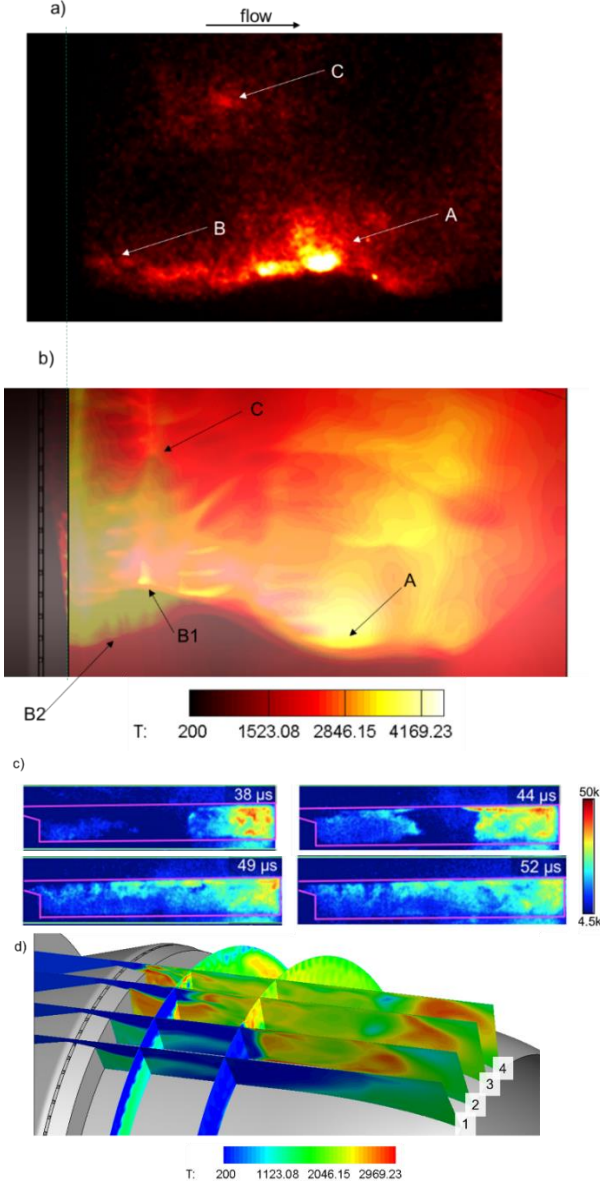 a)
flow
C
B
A
b)
C
A
B1
B2
T: 200 1523.08 2846.15 4169.23
c)
38 µs
44 µs
50k
49 µs
52 µs
4.5k
d)
4
3
2
1
T: 200 1123.08 2046.15 2969.23